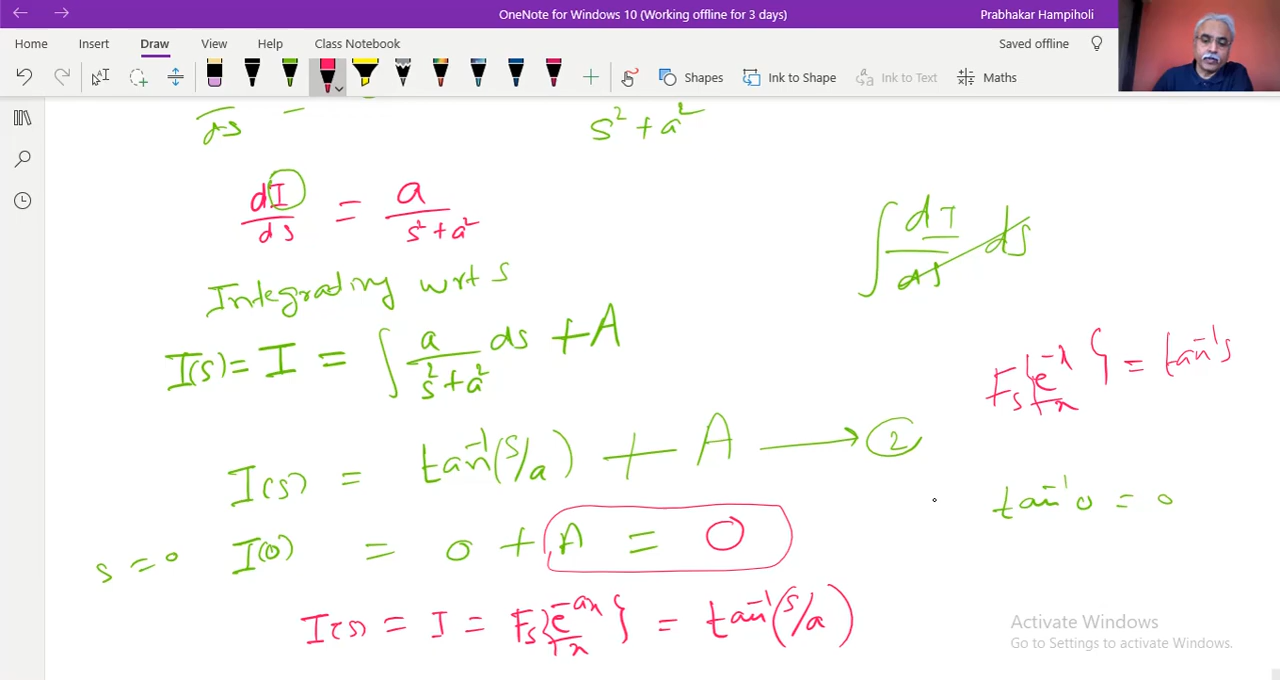 OneNote for Windows 10 (Working offline for 3 days)
Prabhakar Hampiholi
Home Insert Draw View Help Class Notebook
Saved offline
Shapes Ink to Shape Ink to Text Maths
/ds = / s² + a²
dI/ds = a/(s² + a²)
∫ dI/ds ds
Integrading wrt s
I(s) = I = ∫ a/(s² + a²) ds + A
Fs{e^-x/x} = tan⁻¹s
I(s) = tan⁻¹(s/a) + A → ②
tan⁻¹0 = 0
s = 0 I(0) = 0 + A = 0
I(s) = I = Fs{e^-ax/x} = tan⁻¹(s/a)
Activate Windows
Go to Settings to activate Windows.